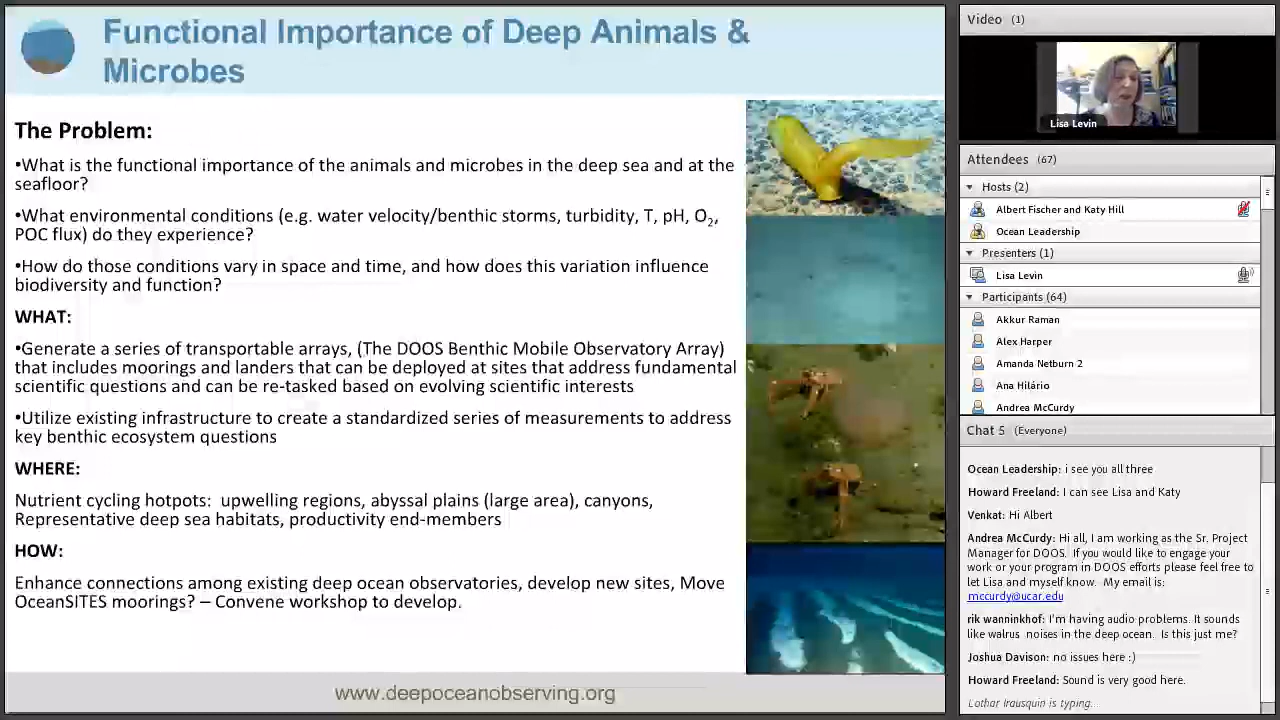 Functional Importance of Deep Animals &
Microbes
The Problem:
•What is the functional importance of the animals and microbes in the deep sea and at the
seafloor?
•What environmental conditions (e.g. water velocity/benthic storms, turbidity, T, pH, O2,
POC flux) do they experience?
•How do those conditions vary in space and time, and how does this variation influence
biodiversity and function?
WHAT:
•Generate a series of transportable arrays, (The DOOS Benthic Mobile Observatory Array)
that includes moorings and landers that can be deployed at sites that address fundamental
scientific questions and can be re-tasked based on evolving scientific interests
•Utilize existing infrastructure to create a standardized series of measurements to address
key benthic ecosystem questions
WHERE:
Nutrient cycling hotpots:  upwelling regions, abyssal plains (large area), canyons,
Representative deep sea habitats, productivity end-members
HOW:
Enhance connections among existing deep ocean observatories, develop new sites, Move
OceanSITES moorings? – Convene workshop to develop.
www.deepoceanobserving.org
Video (1)
Lisa Levin
Attendees (67)
Hosts (2)
Albert Fischer and Katy Hill
Ocean Leadership
Presenters (1)
Lisa Levin
Participants (64)
Akkur Raman
Alex Harper
Amanda Netburn 2
Ana Hilário
Andrea McCurdy
Chat 5 (Everyone)
Ocean Leadership: i see you all three
Howard Freeland: I can see Lisa and Katy
Venkat: Hi Albert
Andrea McCurdy: Hi all, I am working as the Sr. Project
Manager for DOOS.  If you would like to engage your
work or your program in DOOS efforts please feel free to
let Lisa and myself know.  My email is:
mccurdy@ucar.edu
rik wanninkhof: I'm having audio problems. It sounds
like walrus  noises in the deep ocean.  Is this just me?
Joshua Davison: no issues here :)
Howard Freeland: Sound is very good here.
Lothar Irausquin is typing...